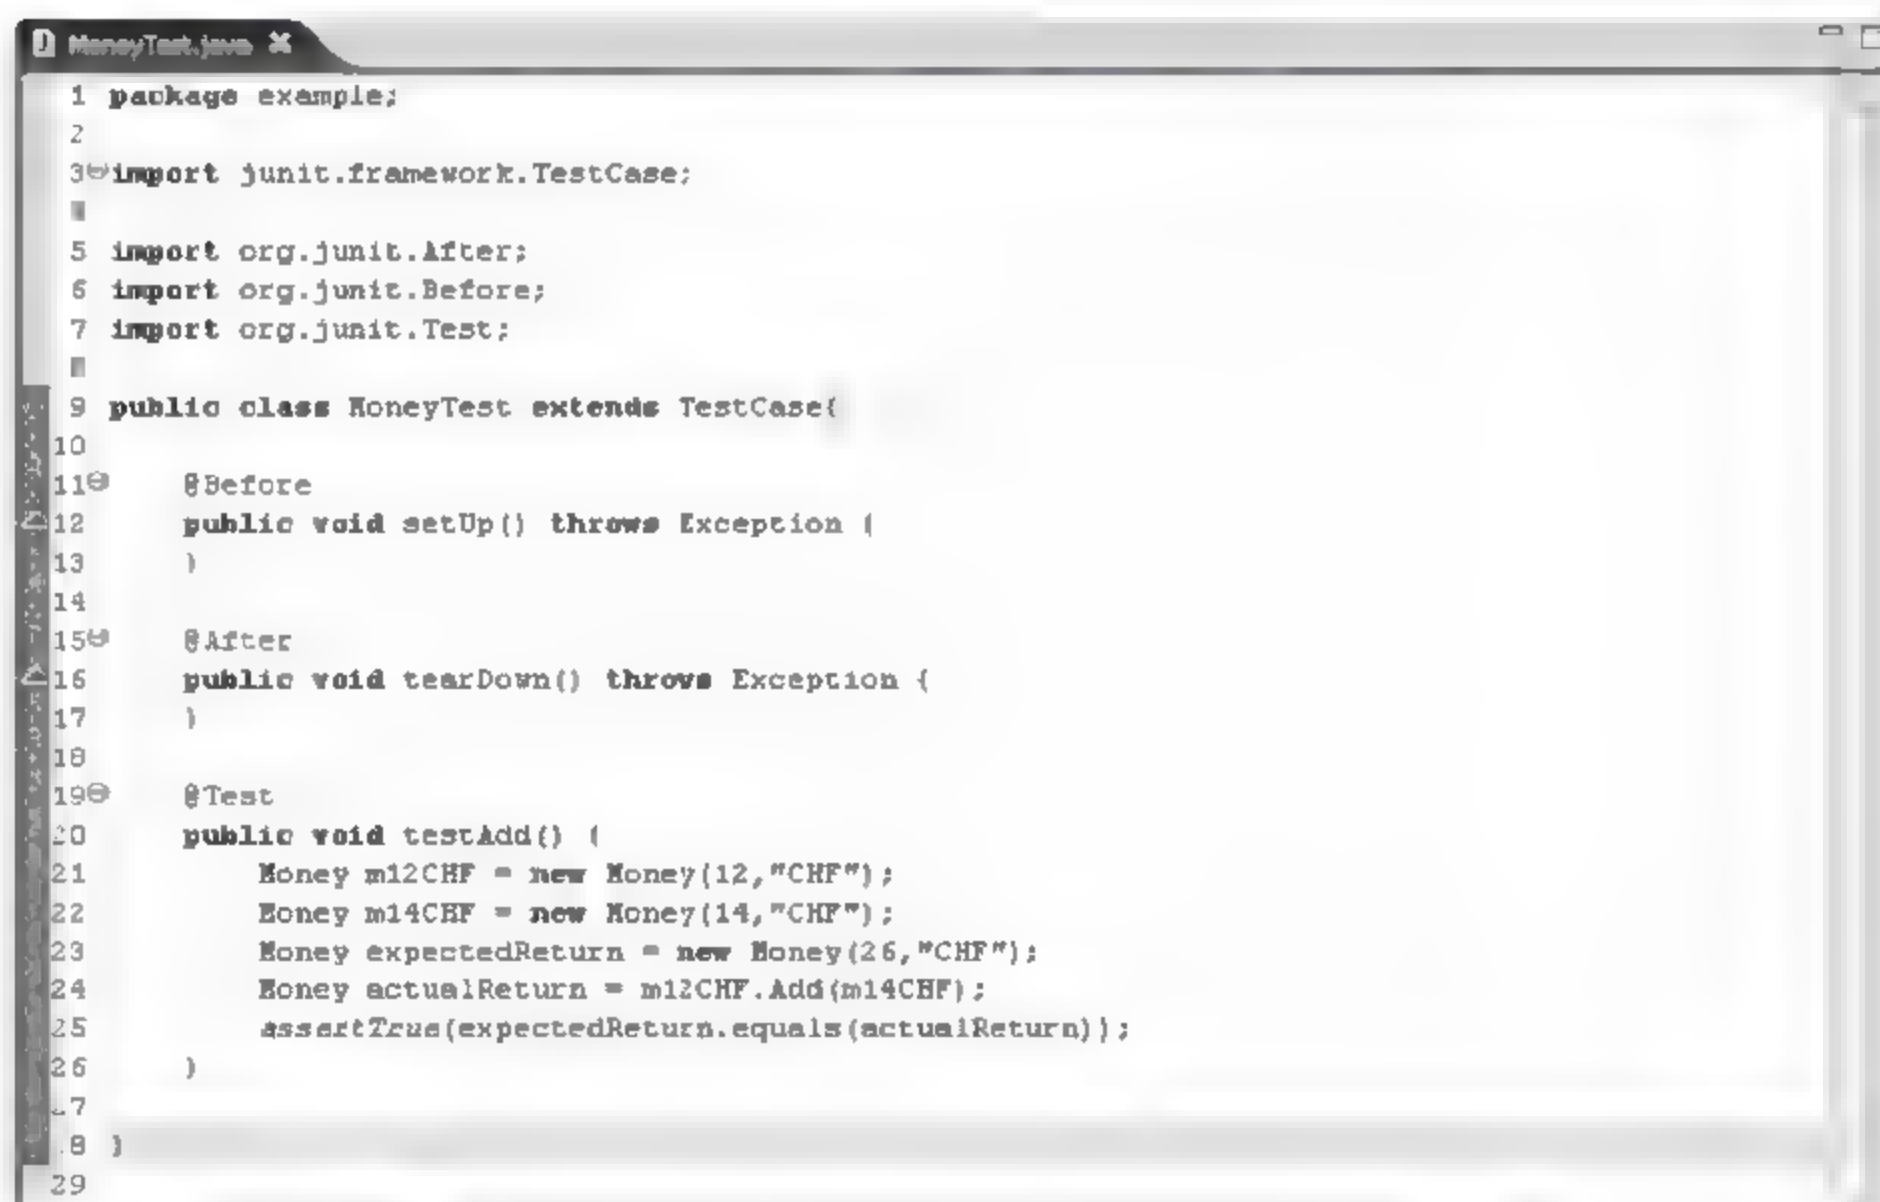 MoneyTest.java
1 package example;
2
3 import junit.framework.TestCase;
5 import org.junit.After;
6 import org.junit.Before;
7 import org.junit.Test;
9 public class MoneyTest extends TestCase{
10
11 @Before
12 public void setUp() throws Exception {
13 }
14
15 @After
16 public void tearDown() throws Exception {
17 }
18
19 @Test
20 public void testAdd() {
21 Money m12CHF = new Money(12,"CHF");
22 Money m14CHF = new Money(14,"CHF");
23 Money expectedReturn = new Money(26,"CHF");
24 Money actualReturn = m12CHF.Add(m14CHF);
25 assertTrue(expectedReturn.equals(actualReturn));
26 }
27
28 }
29